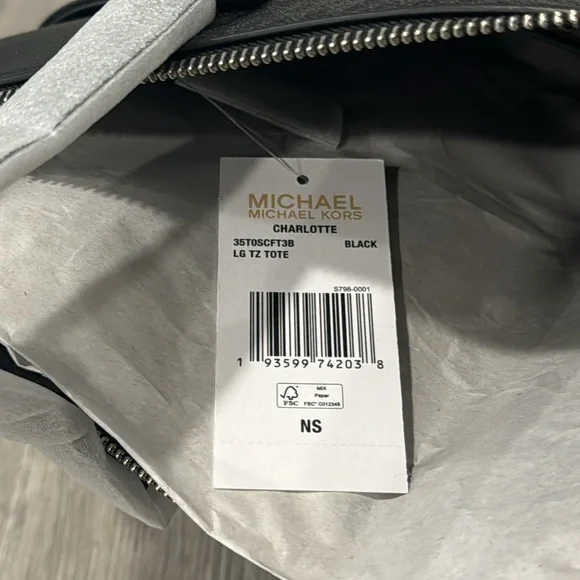 MICHAEL
MICHAEL KORS
CHARLOTTE
35T0SCFT3B BLACK
LG TZ TOTE
S798-0001
1 93599 74203 8
FSC
MIX
Paper
FSC® C012345
NS